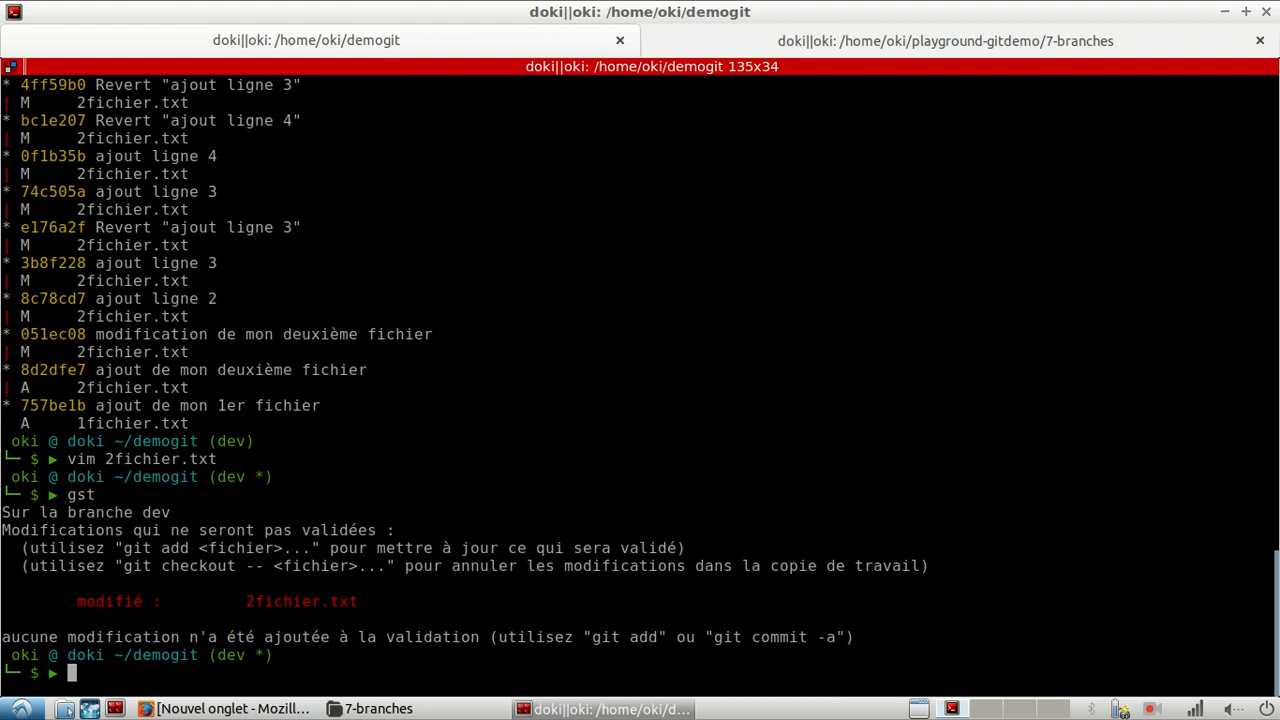 doki||oki: /home/oki/demogit
doki||oki: /home/oki/demogit
doki||oki: /home/oki/playground-gitdemo/7-branches
doki||oki: /home/oki/demogit 135x34
* 4ff59b0 Revert "ajout ligne 3"
| M     2fichier.txt
* bc1e207 Revert "ajout ligne 4"
| M     2fichier.txt
* 0f1b35b ajout ligne 4
| M     2fichier.txt
* 74c505a ajout ligne 3
| M     2fichier.txt
* e176a2f Revert "ajout ligne 3"
| M     2fichier.txt
* 3b8f228 ajout ligne 3
| M     2fichier.txt
* 8c78cd7 ajout ligne 2
| M     2fichier.txt
* 051ec08 modification de mon deuxième fichier
| M     2fichier.txt
* 8d2dfe7 ajout de mon deuxième fichier
| A     2fichier.txt
* 757be1b ajout de mon 1er fichier
  A     1fichier.txt
oki @ doki ~/demogit (dev)
└─ $ ▶ vim 2fichier.txt
oki @ doki ~/demogit (dev *)
└─ $ ▶ gst
Sur la branche dev
Modifications qui ne seront pas validées :
  (utilisez "git add <fichier>..." pour mettre à jour ce qui sera validé)
  (utilisez "git checkout -- <fichier>..." pour annuler les modifications dans la copie de travail)
        modifié :         2fichier.txt
aucune modification n'a été ajoutée à la validation (utilisez "git add" ou "git commit -a")
oki @ doki ~/demogit (dev *)
└─ $ ▶
[Nouvel onglet - Mozill...
7-branches
doki||oki: /home/oki/d...